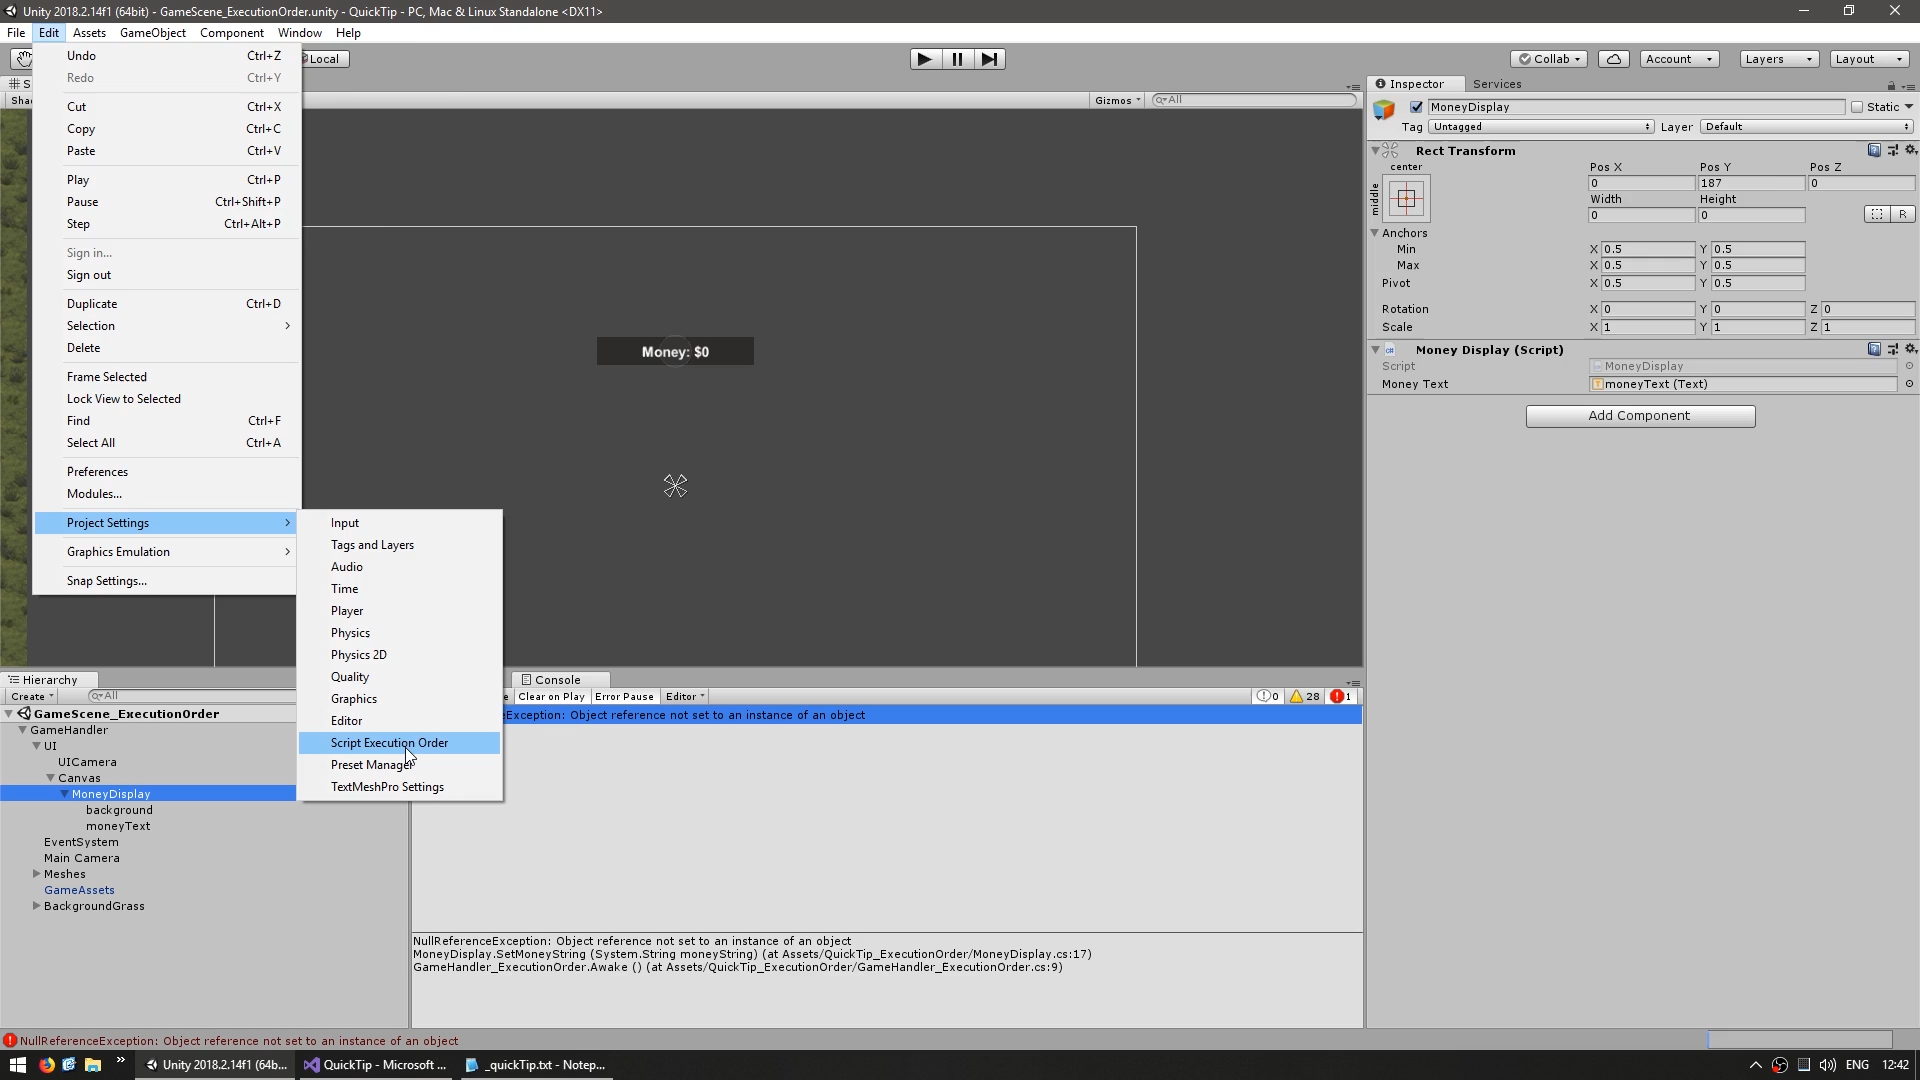 Unity 2018.2.14f1 (64bit) - GameScene_ExecutionOrder.unity - QuickTip - PC, Mac & Linux Standalone <DX11>
File Edit Assets GameObject Component Window Help
Local
Collab Account Layers Layout
Undo Ctrl+Z
Redo Ctrl+Y
Cut Ctrl+X
Copy Ctrl+C
Paste Ctrl+V
Play Ctrl+P
Pause Ctrl+Shift+P
Step Ctrl+Alt+P
Sign in...
Sign out
Duplicate Ctrl+D
Selection
Delete
Frame Selected
Lock View to Selected
Find Ctrl+F
Select All Ctrl+A
Preferences
Modules...
Project Settings
Graphics Emulation
Snap Settings...
Input
Tags and Layers
Audio
Time
Player
Physics
Physics 2D
Quality
Graphics
Editor
Script Execution Order
Preset Manager
TextMeshPro Settings
Gizmos All
Money: $0
Inspector Services
MoneyDisplay Static
Tag Untagged Layer Default
Rect Transform
center
middle
Pos X Pos Y Pos Z
0 187 0
Width Height
0 0
R
Anchors
Min X 0.5 Y 0.5
Max X 0.5 Y 0.5
Pivot X 0.5 Y 0.5
Rotation X 0 Y 0 Z 0
Scale X 1 Y 1 Z 1
Money Display (Script)
Script MoneyDisplay
Money Text moneyText (Text)
Add Component
Hierarchy
Create All
GameScene_ExecutionOrder
GameHandler
UI
UICamera
Canvas
MoneyDisplay
background
moneyText
EventSystem
Main Camera
Meshes
GameAssets
BackgroundGrass
Console
Clear on Play Error Pause Editor 0 28 1
Exception: Object reference not set to an instance of an object
NullReferenceException: Object reference not set to an instance of an object
MoneyDisplay.SetMoneyString (System.String moneyString) (at Assets/QuickTip_ExecutionOrder/MoneyDisplay.cs:17)
GameHandler_ExecutionOrder.Awake () (at Assets/QuickTip_ExecutionOrder/GameHandler_ExecutionOrder.cs:9)
NullReferenceException: Object reference not set to an instance of an object
Unity 2018.2.14f1 (64b... QuickTip - Microsoft ... _quickTip.txt - Notep... ENG 12:42